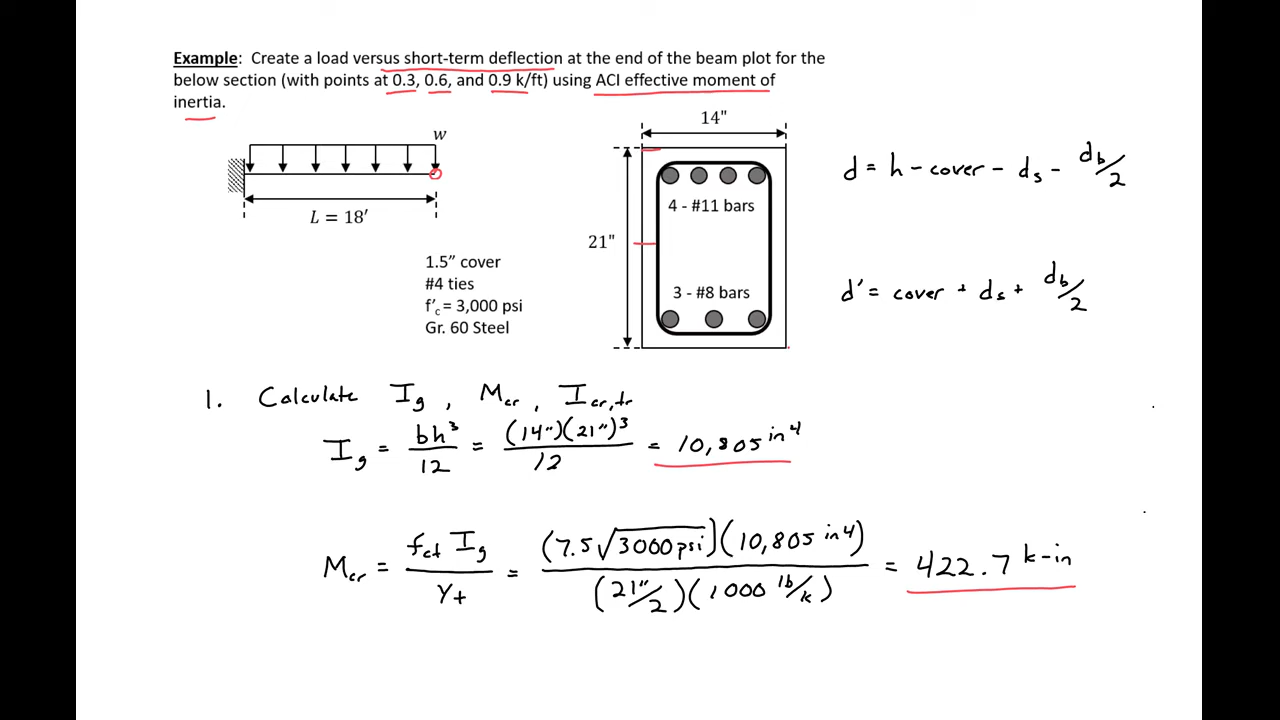 Example: Create a load versus short-term deflection at the end of the beam plot for the
below section (with points at 0.3, 0.6, and 0.9 k/ft) using ACI effective moment of
inertia.
w
L = 18′
1.5” cover
#4 ties
f'c = 3,000 psi
Gr. 60 Steel
14"
21"
4 - #11 bars
3 - #8 bars
d = h - cover - ds - db/2
d' = cover + ds + db/2
1. Calculate Ig, Mcr, Icr,tr
Ig = bh³/12 = (14")(21")³/12 = 10,805 in4
Mcr = fct Ig/Yt = (7.5√3000 psi)(10,805 in4)/(21"/2)(1000 lb/k) = 422.7 k-in